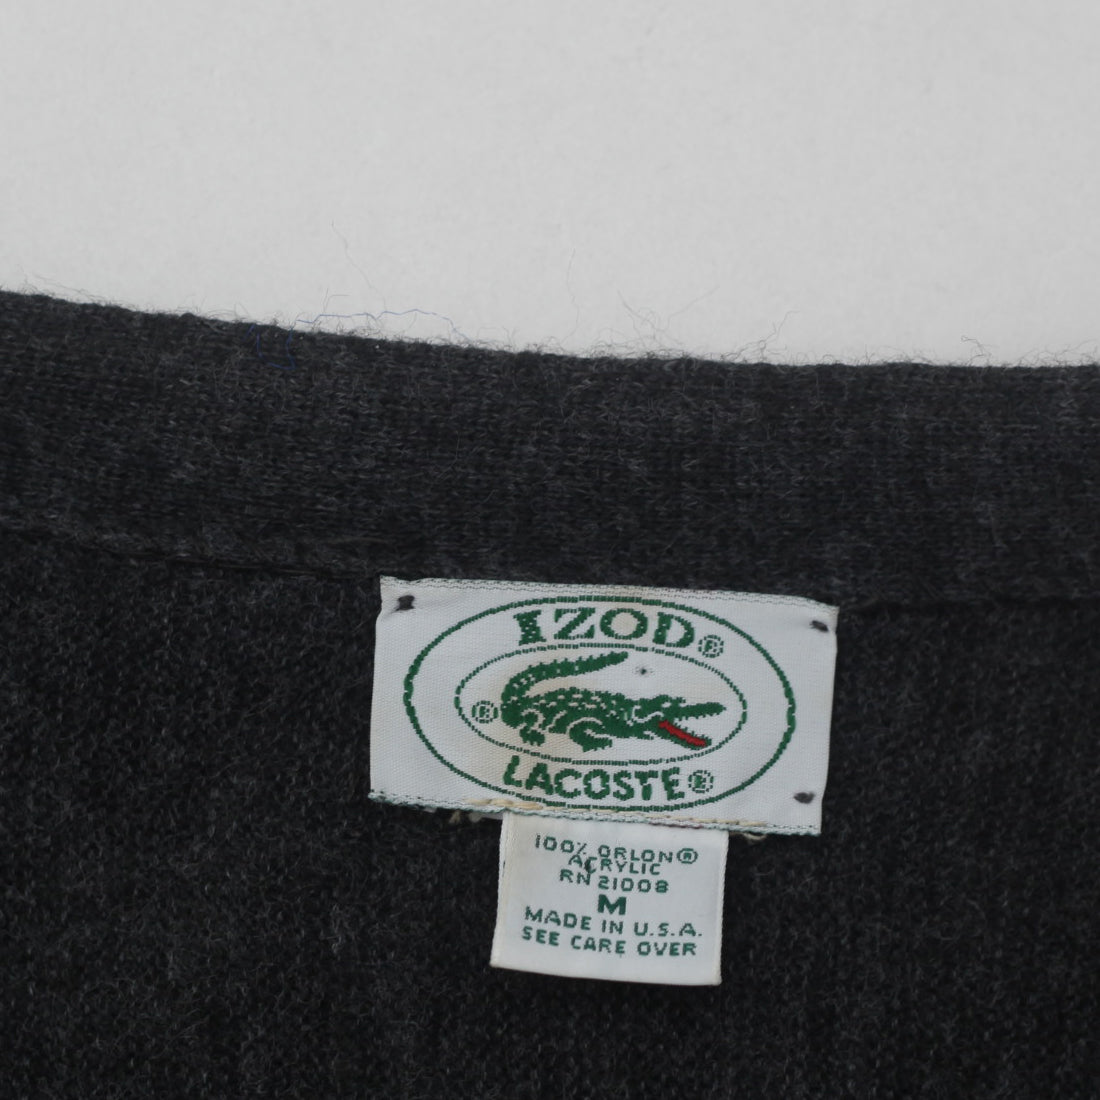 IZOD®
®
LACOSTE®
100% ORLON®
ACRYLIC
RN 21008
M
MADE IN U.S.A.
SEE CARE OVER